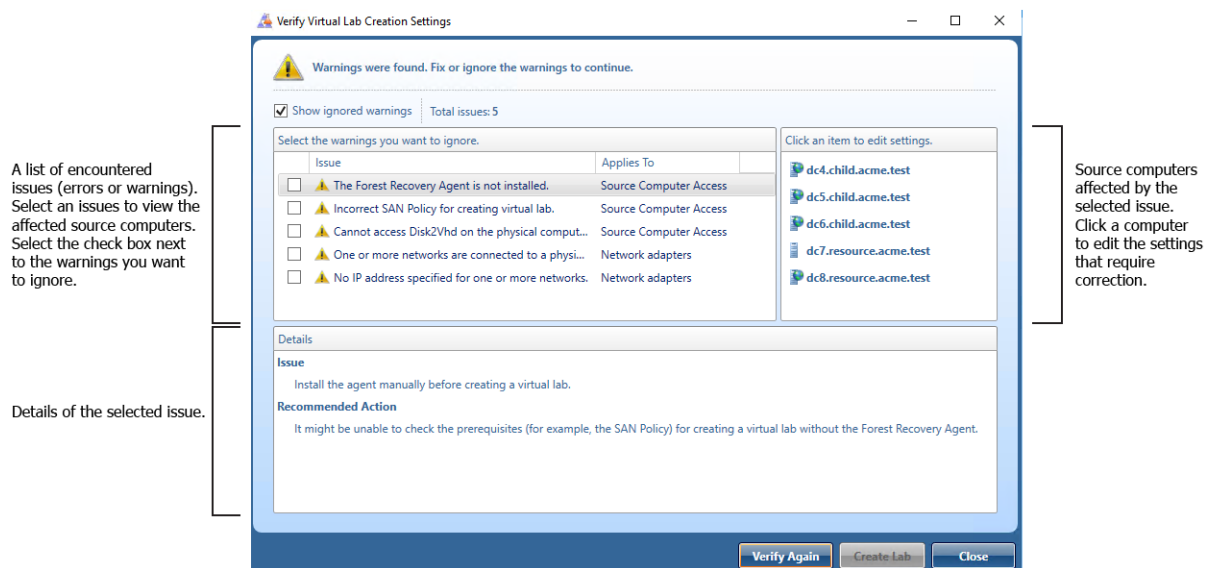 Verify Virtual Lab Creation Settings
Warnings were found. Fix or ignore the warnings to continue.
Show ignored warnings
Total issues: 5
Select the warnings you want to ignore.
Issue
Applies To
The Forest Recovery Agent is not installed.
Source Computer Access
Incorrect SAN Policy for creating virtual lab.
Source Computer Access
Cannot access Disk2Vhd on the physical comput...
Source Computer Access
One or more networks are connected to a physi...
Network adapters
No IP address specified for one or more networks.
Network adapters
Click an item to edit settings.
dc4.child.acme.test
dc5.child.acme.test
dc6.child.acme.test
dc7.resource.acme.test
dc8.resource.acme.test
Details
Issue
Install the agent manually before creating a virtual lab.
Recommended Action
It might be unable to check the prerequisites (for example, the SAN Policy) for creating a virtual lab without the Forest Recovery Agent.
Verify Again
Create Lab
Close
A list of encountered
issues (errors or warnings).
Select an issues to view the
affected source computers.
Select the check box next
to the warnings you want
to ignore.
Details of the selected issue.
Source computers
affected by the
selected issue.
Click a computer
to edit the settings
that require
correction.